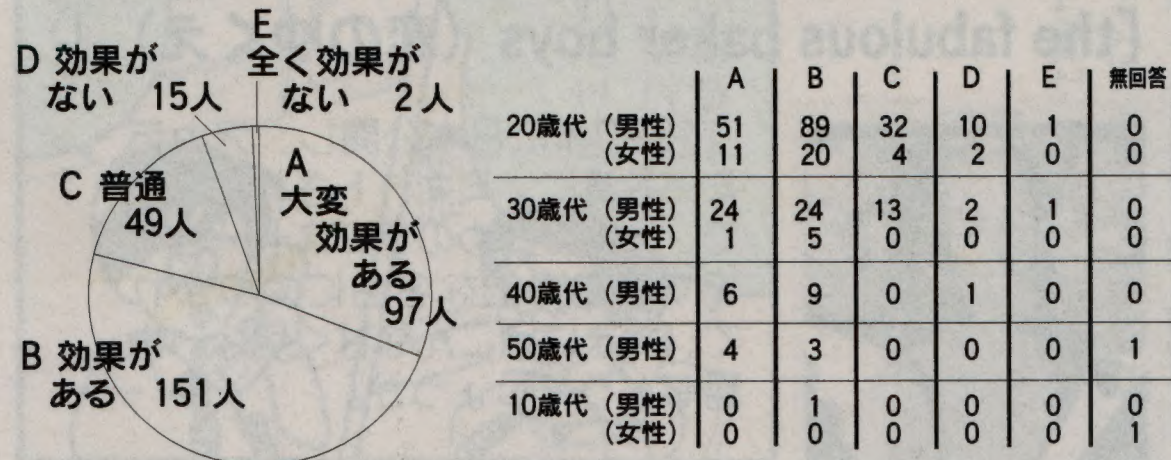 E
D 効果が
ない 15人
全く効果が
ない 2人
C 普通
49人
A
大変
効果が
ある
97人
B 効果が
ある 151人
A B C D E 無回答
20歳代（男性） 51 89 32 10 1 0
（女性） 11 20 4 2 0 0
30歳代（男性） 24 24 13 2 1 0
（女性） 1 5 0 0 0 0
40歳代（男性） 6 9 0 1 0 0
50歳代（男性） 4 3 0 0 0 1
10歳代（男性） 0 1 0 0 0 0
（女性） 0 0 0 0 0 1